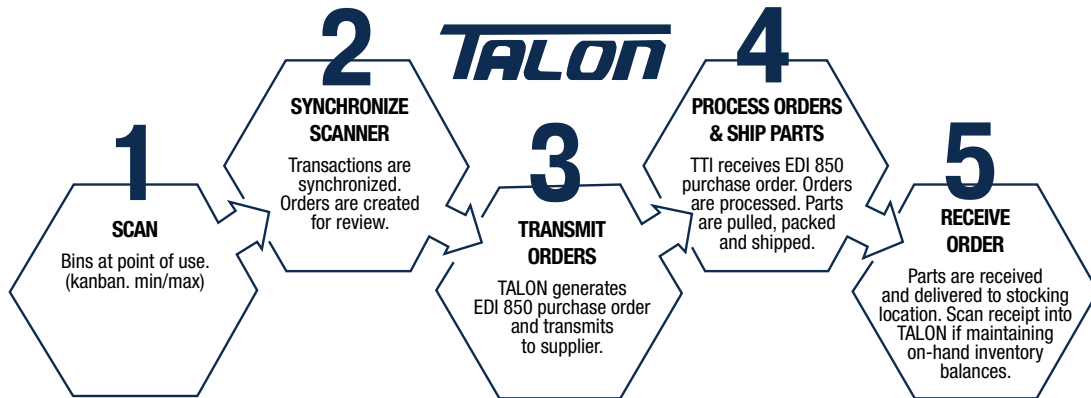 TALON
1
SCAN
Bins at point of use.
(kanban. min/max)
2
SYNCHRONIZE
SCANNER
Transactions are
synchronized.
Orders are created
for review.
3
TRANSMIT
ORDERS
TALON generates
EDI 850 purchase order
and transmits
to supplier.
4
PROCESS ORDERS
& SHIP PARTS
TTI receives EDI 850
purchase order. Orders
are processed. Parts
are pulled, packed
and shipped.
5
RECEIVE
ORDER
Parts are received
and delivered to stocking
location. Scan receipt into
TALON if maintaining
on-hand inventory
balances.